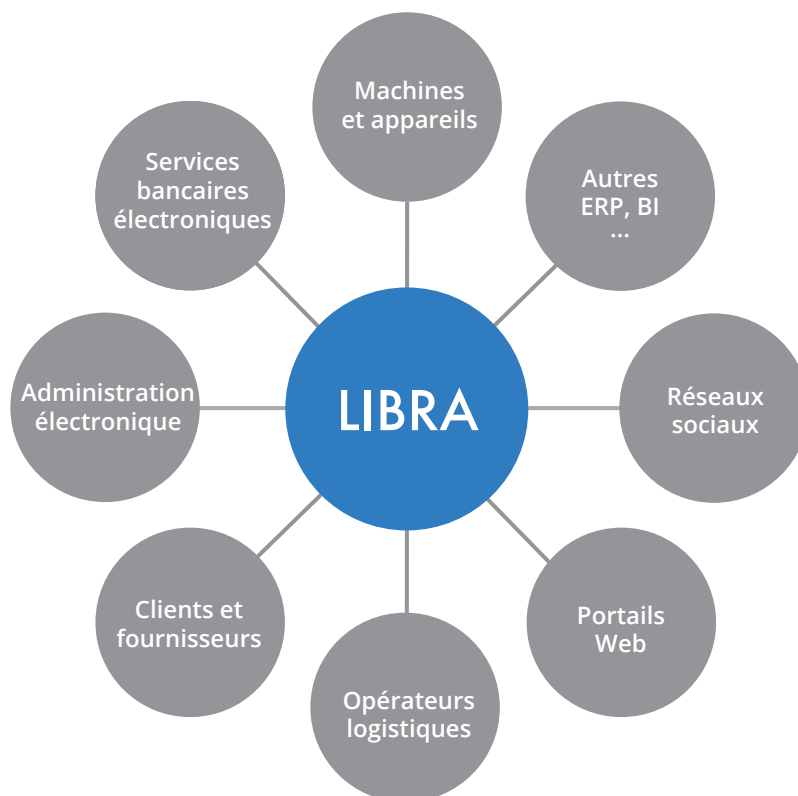 Machines
et appareils
Services
bancaires
électroniques
Autres
ERP, BI
...
Administration
électronique
LIBRA
Réseaux
sociaux
Clients et
fournisseurs
Portails
Web
Opérateurs
logistiques